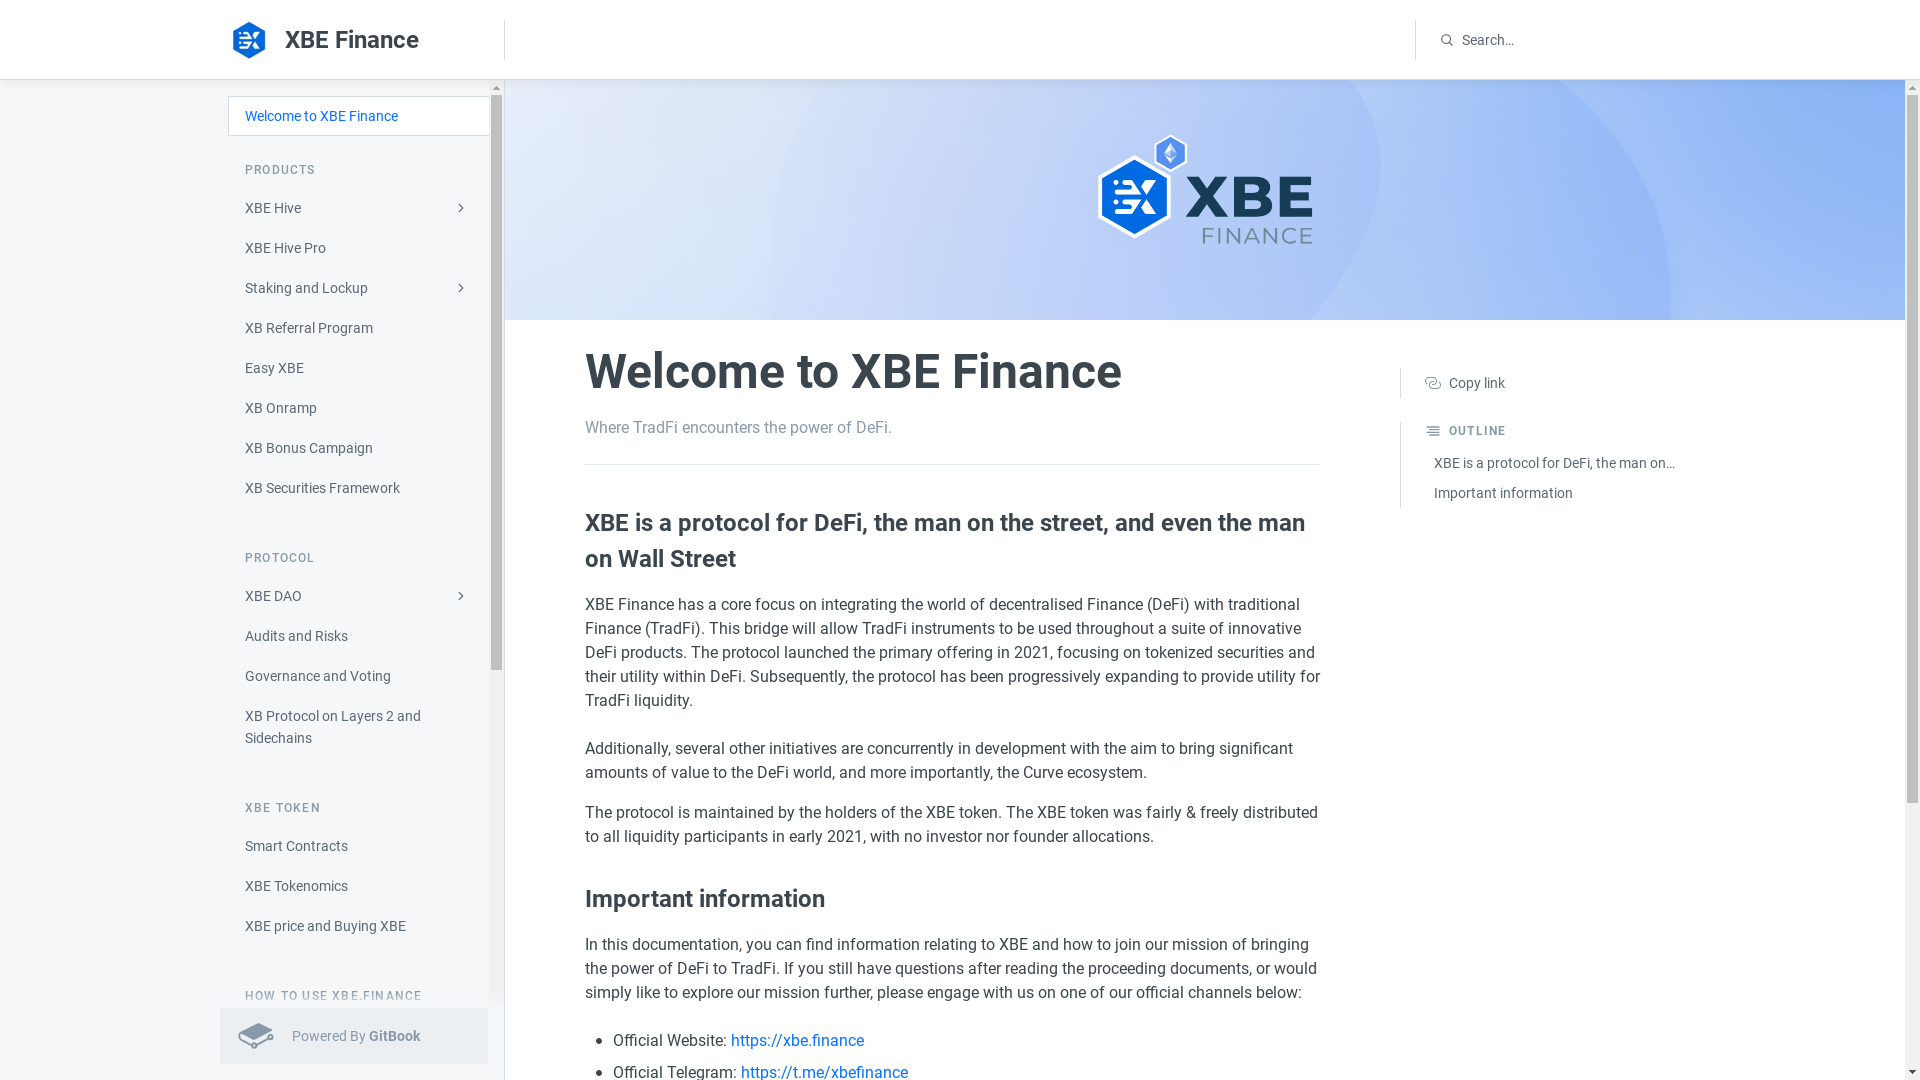 XBE Finance
Search…
Welcome to XBE Finance
PRODUCTS
XBE Hive
XBE Hive Pro
Staking and Lockup
XB Referral Program
Easy XBE
XB Onramp
XB Bonus Campaign
XB Securities Framework
PROTOCOL
XBE DAO
Audits and Risks
Governance and Voting
XB Protocol on Layers 2 and
Sidechains
XBE TOKEN
Smart Contracts
XBE Tokenomics
XBE price and Buying XBE
HOW TO USE XBE.FINANCE
Powered By GitBook
XBE
FINANCE
Welcome to XBE Finance
Where TradFi encounters the power of DeFi.
XBE is a protocol for DeFi, the man on the street, and even the man
on Wall Street
XBE Finance has a core focus on integrating the world of decentralised Finance (DeFi) with traditional
Finance (TradFi). This bridge will allow TradFi instruments to be used throughout a suite of innovative
DeFi products. The protocol launched the primary offering in 2021, focusing on tokenized securities and
their utility within DeFi. Subsequently, the protocol has been progressively expanding to provide utility for
TradFi liquidity.
Additionally, several other initiatives are concurrently in development with the aim to bring significant
amounts of value to the DeFi world, and more importantly, the Curve ecosystem.
The protocol is maintained by the holders of the XBE token. The XBE token was fairly & freely distributed
to all liquidity participants in early 2021, with no investor nor founder allocations.
Important information
In this documentation, you can find information relating to XBE and how to join our mission of bringing
the power of DeFi to TradFi. If you still have questions after reading the proceeding documents, or would
simply like to explore our mission further, please engage with us on one of our official channels below:
Official Website: https://xbe.finance
Official Telegram: https://t.me/xbefinance
Copy link
OUTLINE
XBE is a protocol for DeFi, the man on…
Important information